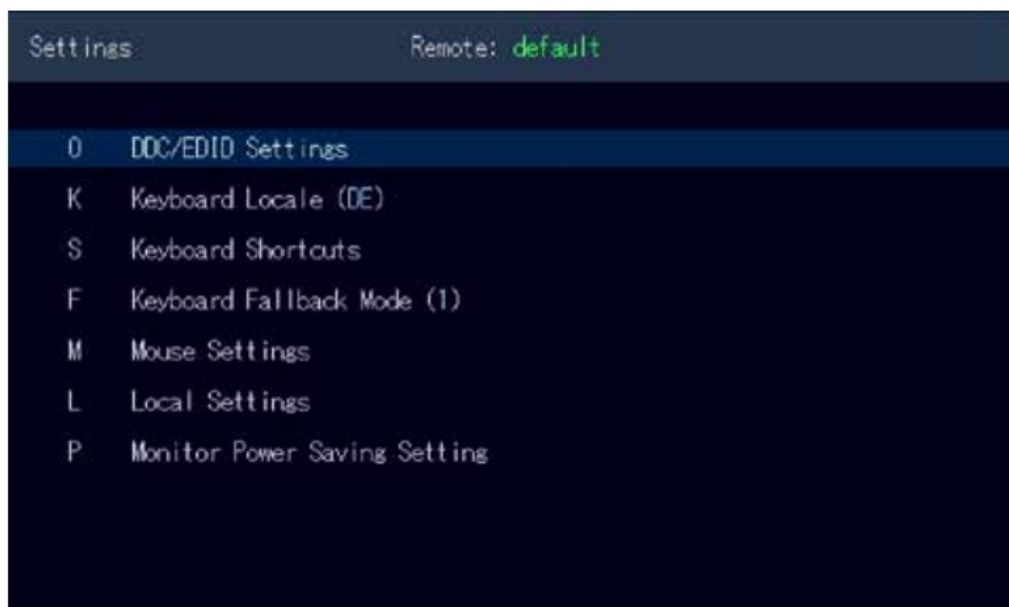 Settings Remote: default
O DDC/EDID Settings
K Keyboard Locale (DE)
S Keyboard Shortcuts
F Keyboard Fallback Mode (1)
M Mouse Settings
L Local Settings
P Monitor Power Saving Setting